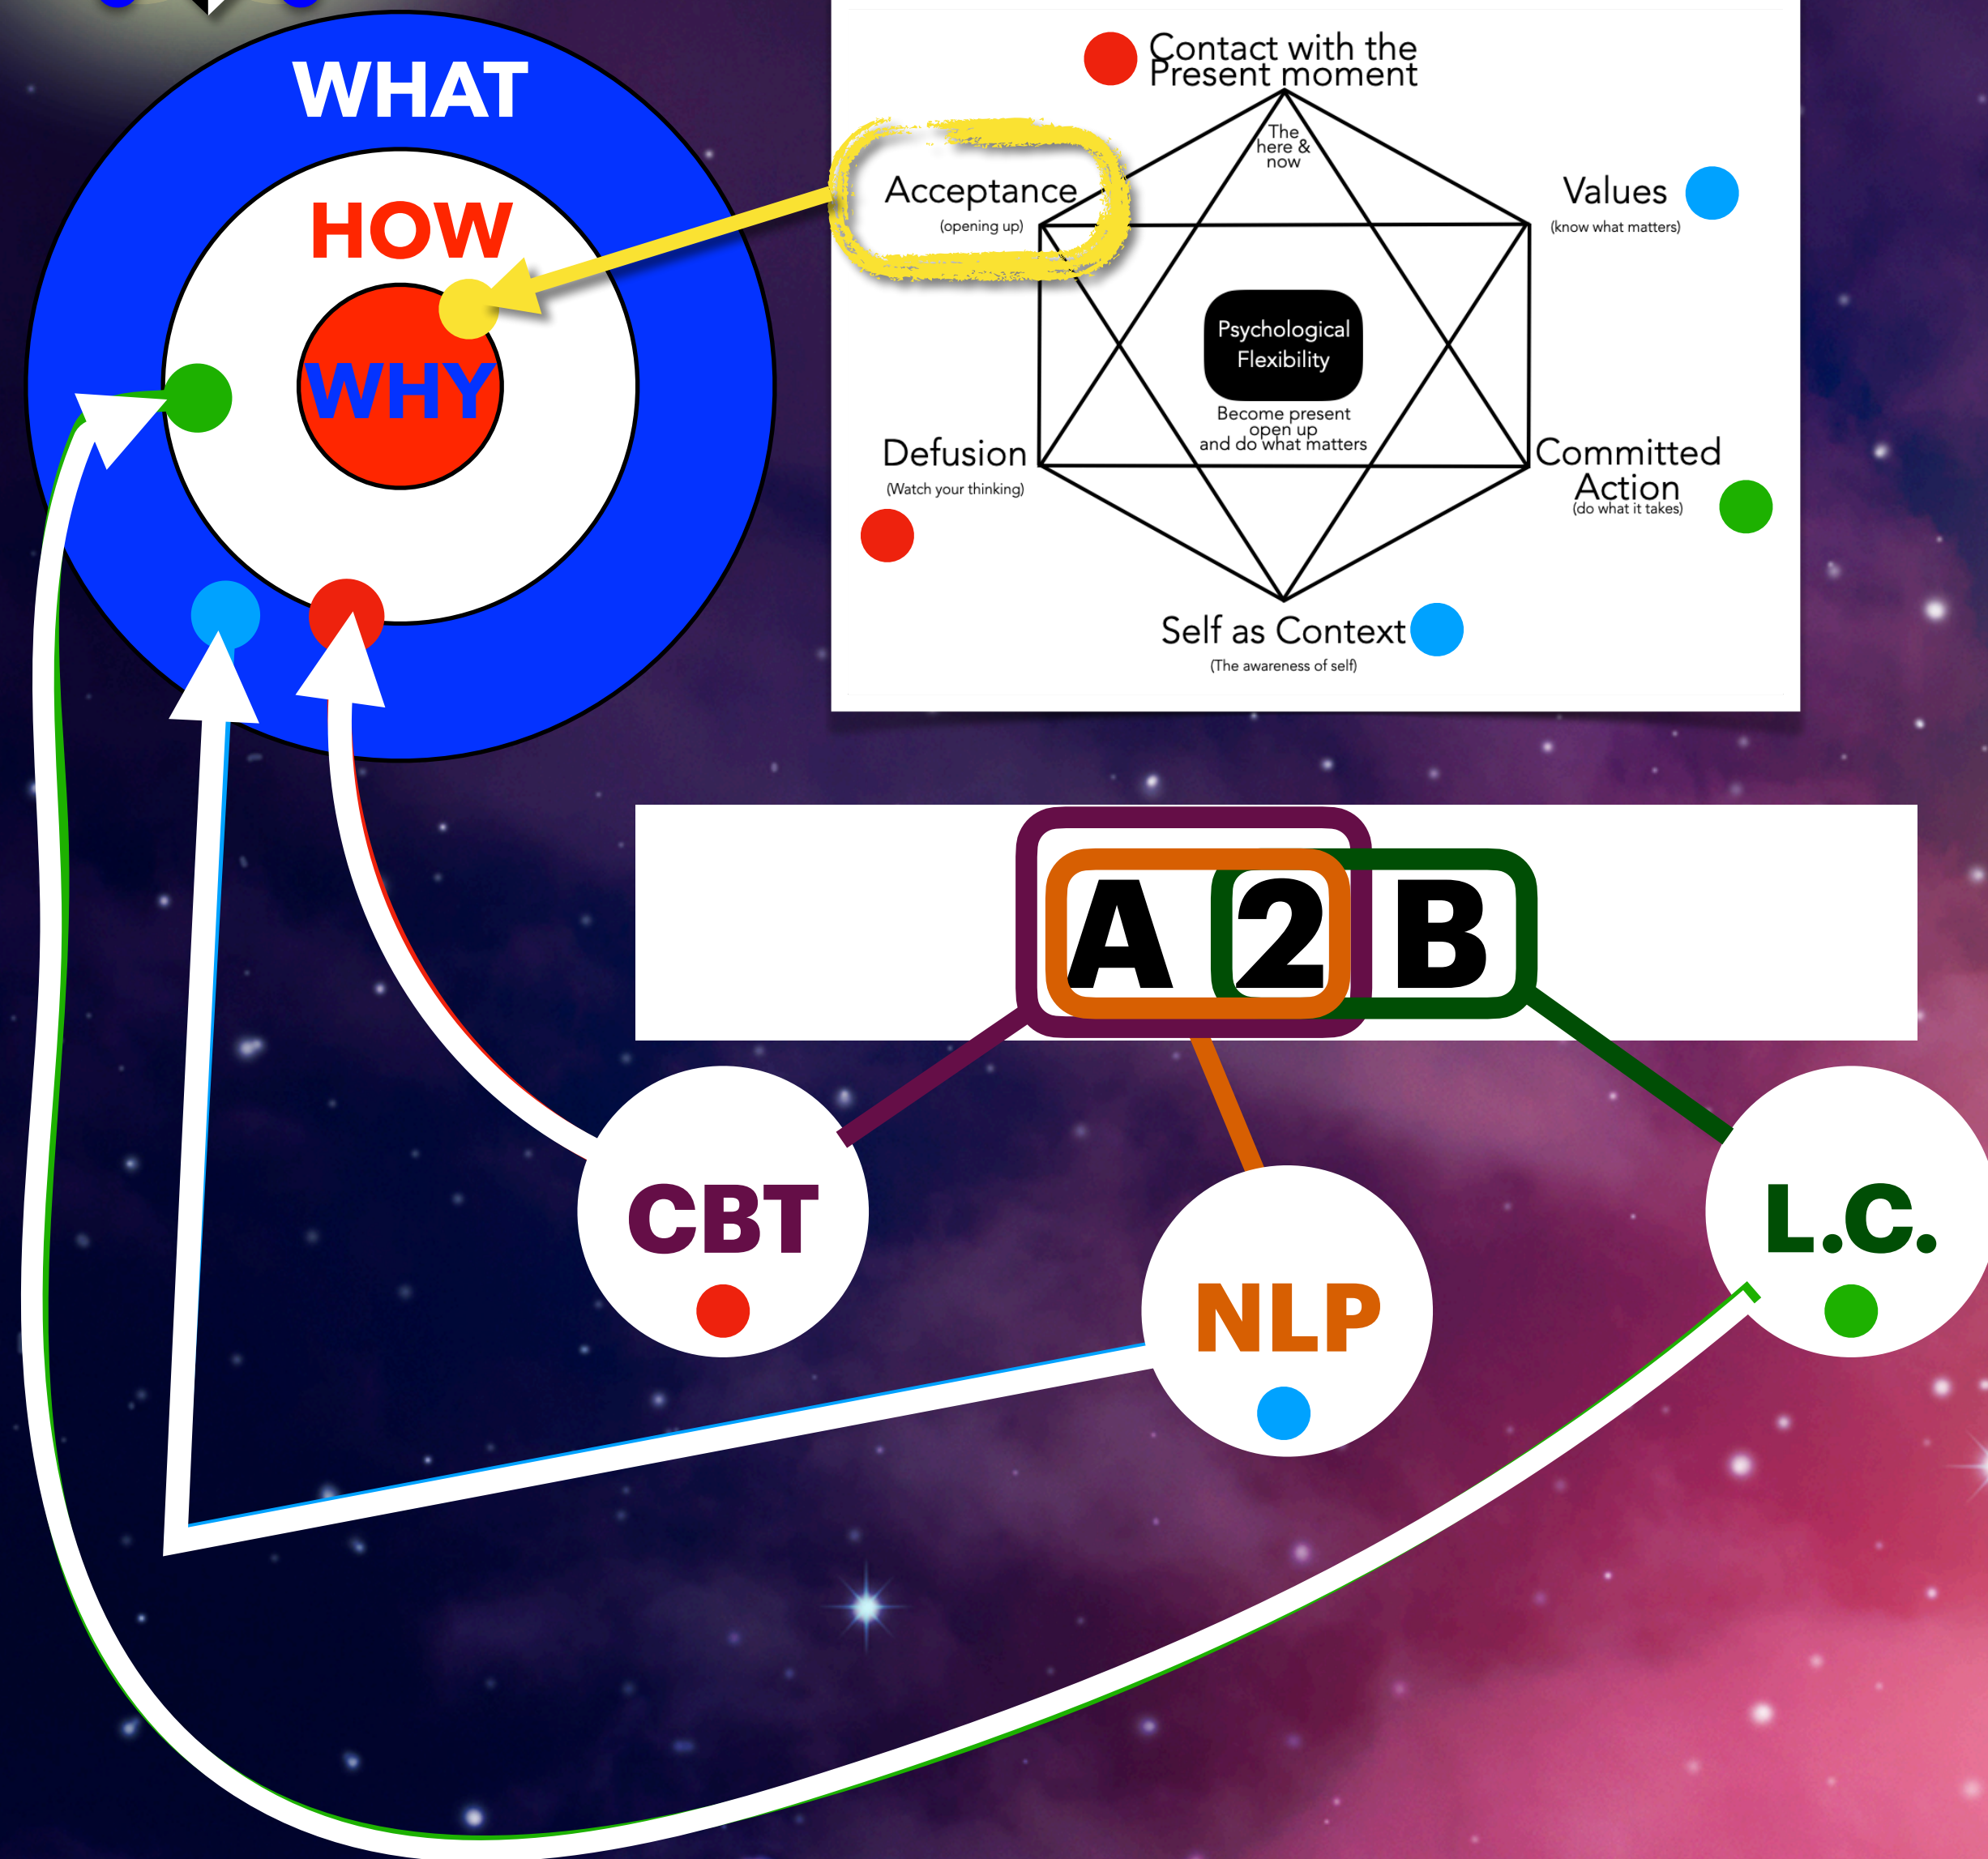 WHAT
HOW
WHY
Contact with the
Present moment
The
here &
now
Acceptance
(opening up)
Values
(know what matters)
Psychological
Flexibility
Become present
open up
and do what matters
Defusion
(Watch your thinking)
Committed
Action
(do what it takes)
Self as Context
(The awareness of self)
A 2 B
CBT
NLP
L.C.